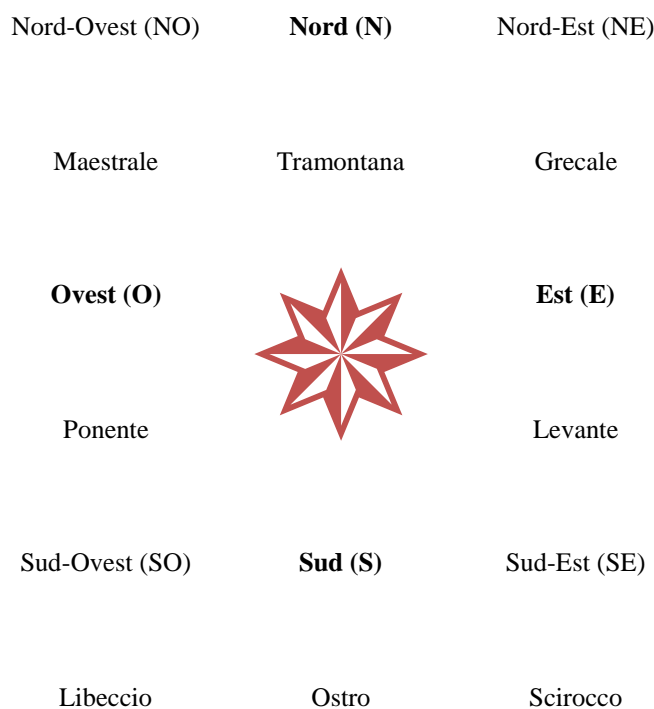 Nord-Ovest (NO) Nord (N) Nord-Est (NE)
Maestrale Tramontana Grecale
Ovest (O) Est (E)
Ponente Levante
Sud-Ovest (SO) Sud (S) Sud-Est (SE)
Libeccio Ostro Scirocco